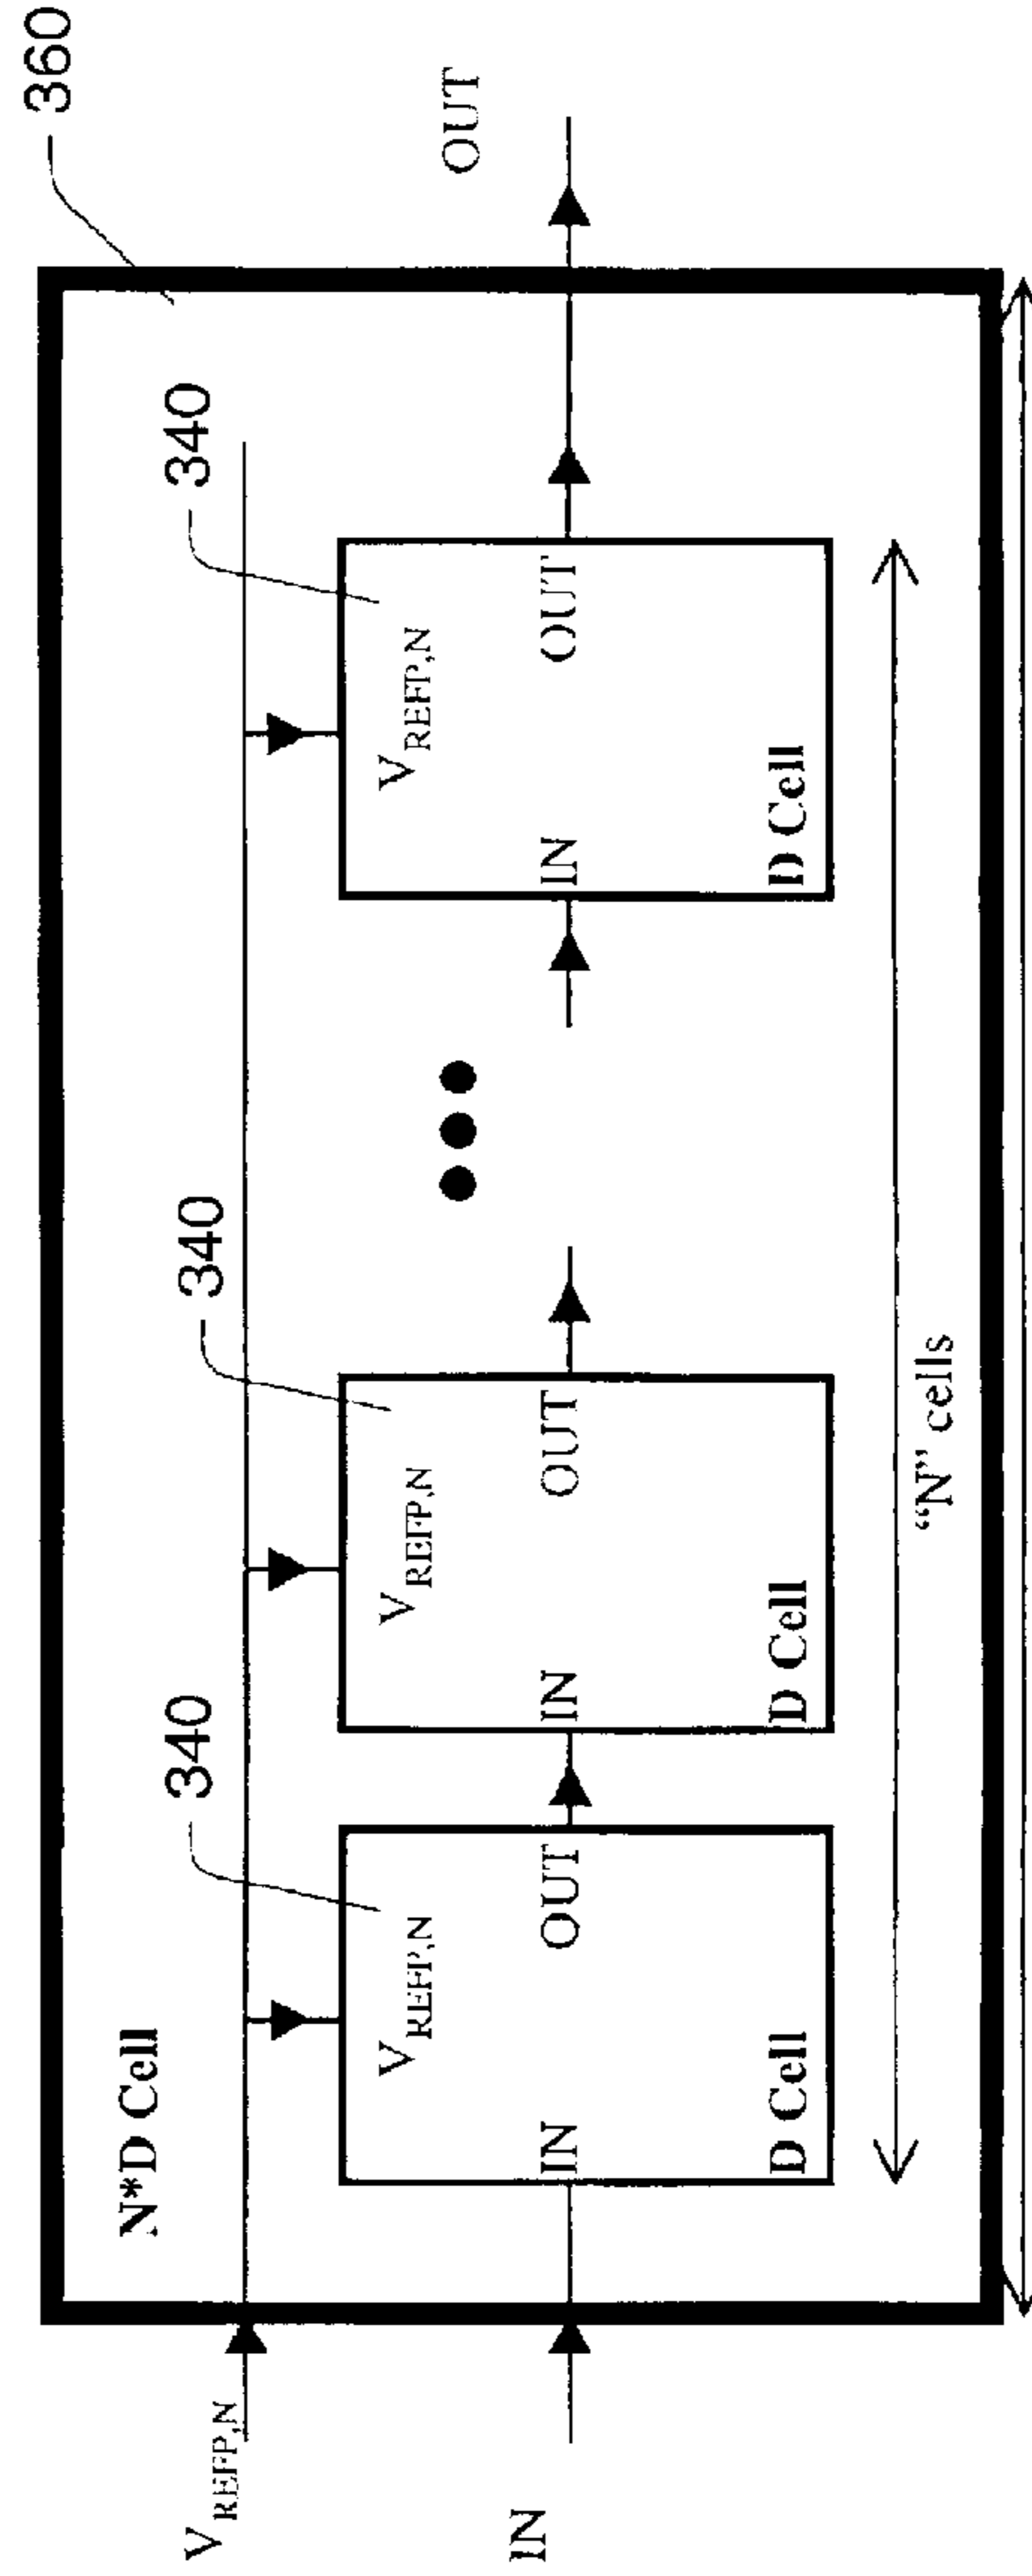 360
N*D Cell
340
340
340
V_REFP,N
V_REFP,N
V_REFP,N
V_REFP,N
IN
IN
OUT
IN
OUT
IN
OUT
OUT
D Cell
D Cell
D Cell
“N” cells